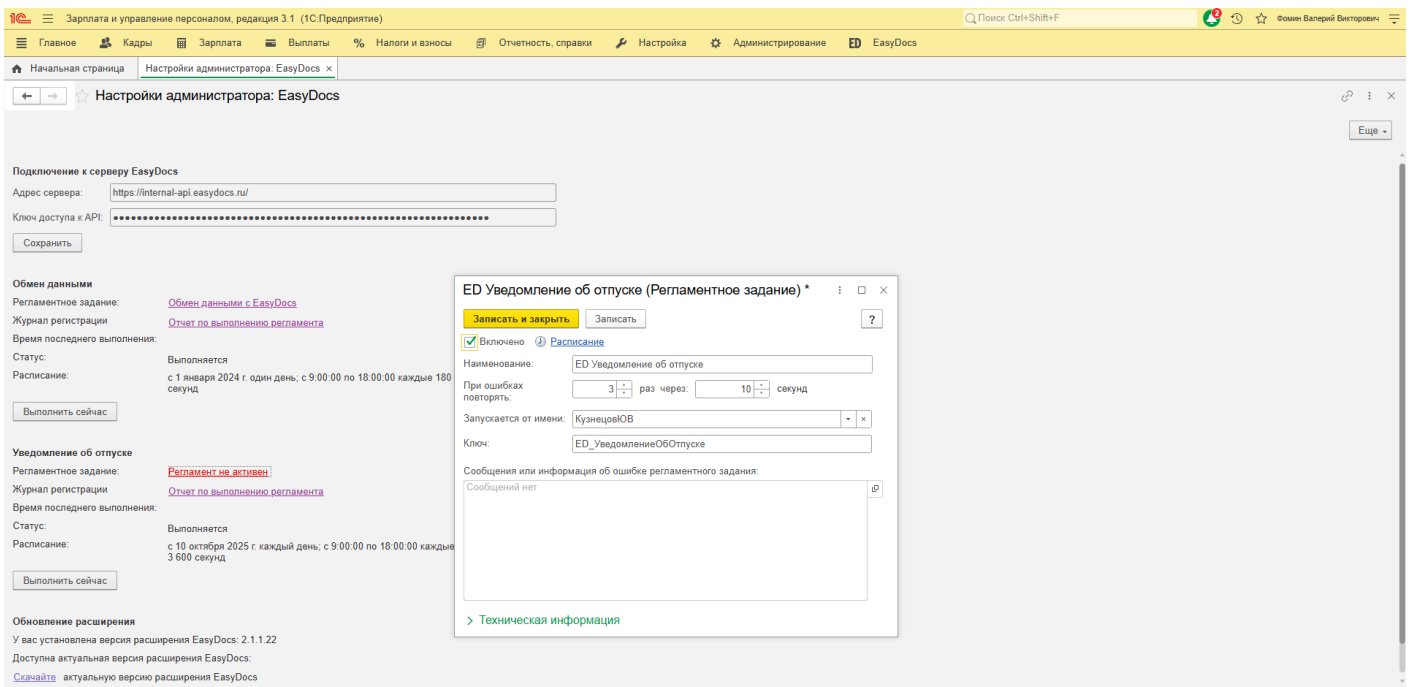 1С Зарплата и управление персоналом, редакция 3.1 (1С:Предприятие) Поиск Ctrl+Shift+F 2 Фомин Валерий Викторович
Главное Кадры Зарплата Выплаты % Налоги и взносы Отчетность, справки Настройка Администрирование ED EasyDocs
Начальная страница Настройки администратора: EasyDocs ×
Настройки администратора: EasyDocs
Еще
Подключение к серверу EasyDocs
Адрес сервера: https://internal-api.easydocs.ru/
Ключ доступа к API:
Сохранить
Обмен данными
Регламентное задание: Обмен данными с EasyDocs
Журнал регистрации Отчет по выполнению регламента
Время последнего выполнения:
Статус: Выполняется
Расписание: с 1 января 2024 г. один день; с 9:00:00 по 18:00:00 каждые 180
секунд
Выполнить сейчас
Уведомление об отпуске
Регламентное задание: Регламент не активен
Журнал регистрации Отчет по выполнению регламента
Время последнего выполнения:
Статус: Выполняется
Расписание: с 10 октября 2025 г. каждый день; с 9:00:00 по 18:00:00 каждые
3 600 секунд
Выполнить сейчас
Обновление расширения
У вас установлена версия расширения EasyDocs: 2.1.1.22
Доступна актуальная версия расширения EasyDocs:
Скачайте актуальную версию расширения EasyDocs
ED Уведомление об отпуске (Регламентное задание) *
Записать и закрыть Записать ?
Включено Расписание
Наименование: ED Уведомление об отпуске
При ошибках
повторять: 3 раз через: 10 секунд
Запускается от имени: КузнецовЮВ
Ключ: ED_УведомлениеОбОтпуске
Сообщения или информация об ошибке регламентного задания:
Сообщений нет
Техническая информация